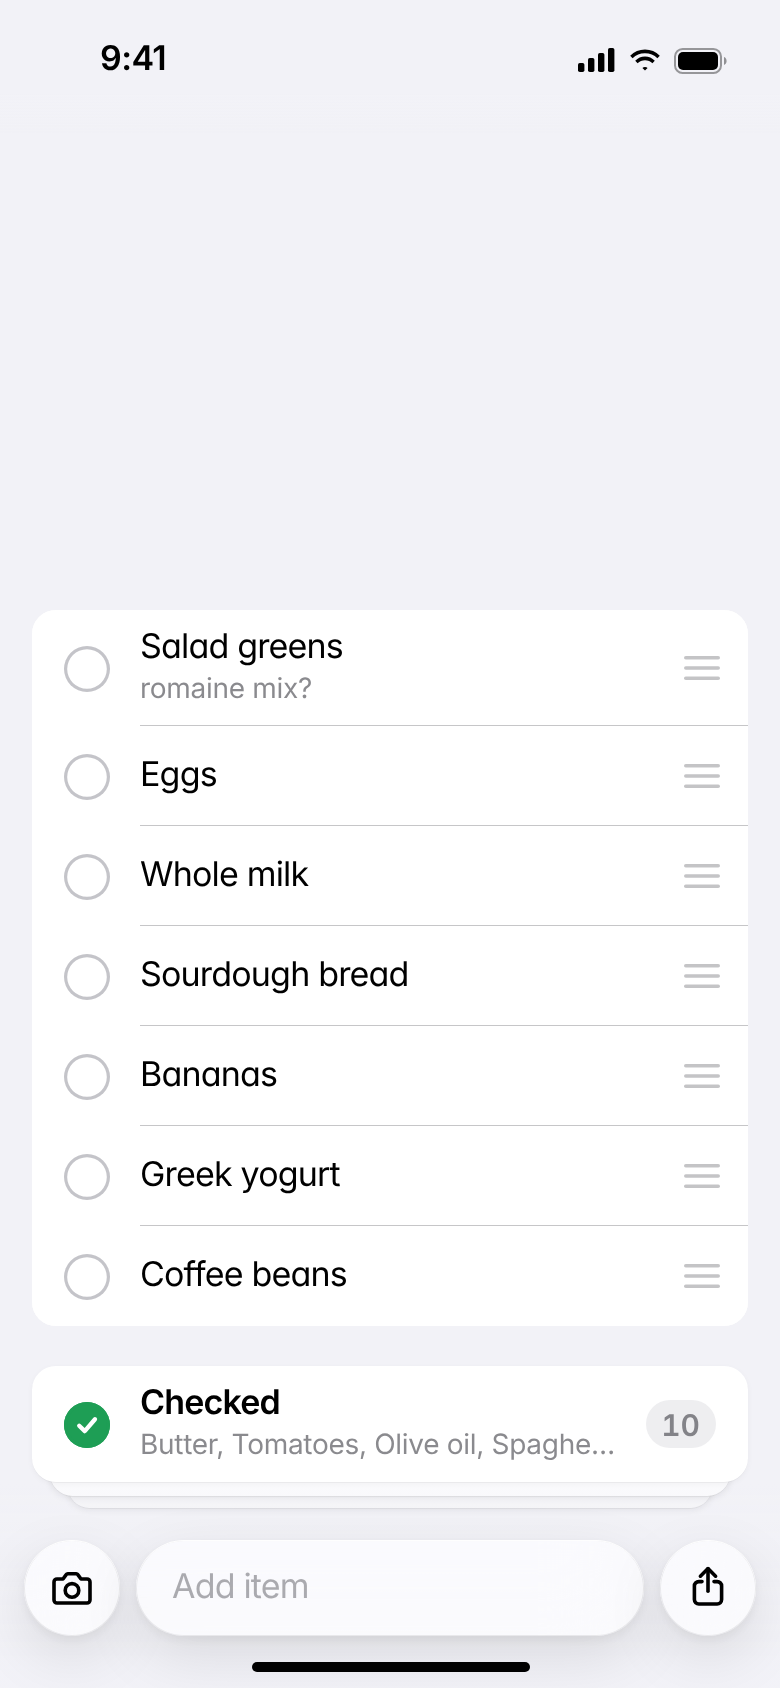 9:41
Salad greens
romaine mix?
Eggs
Whole milk
Sourdough bread
Bananas
Greek yogurt
Coffee beans
Checked
Butter, Tomatoes, Olive oil, Spaghe...
10
Add item